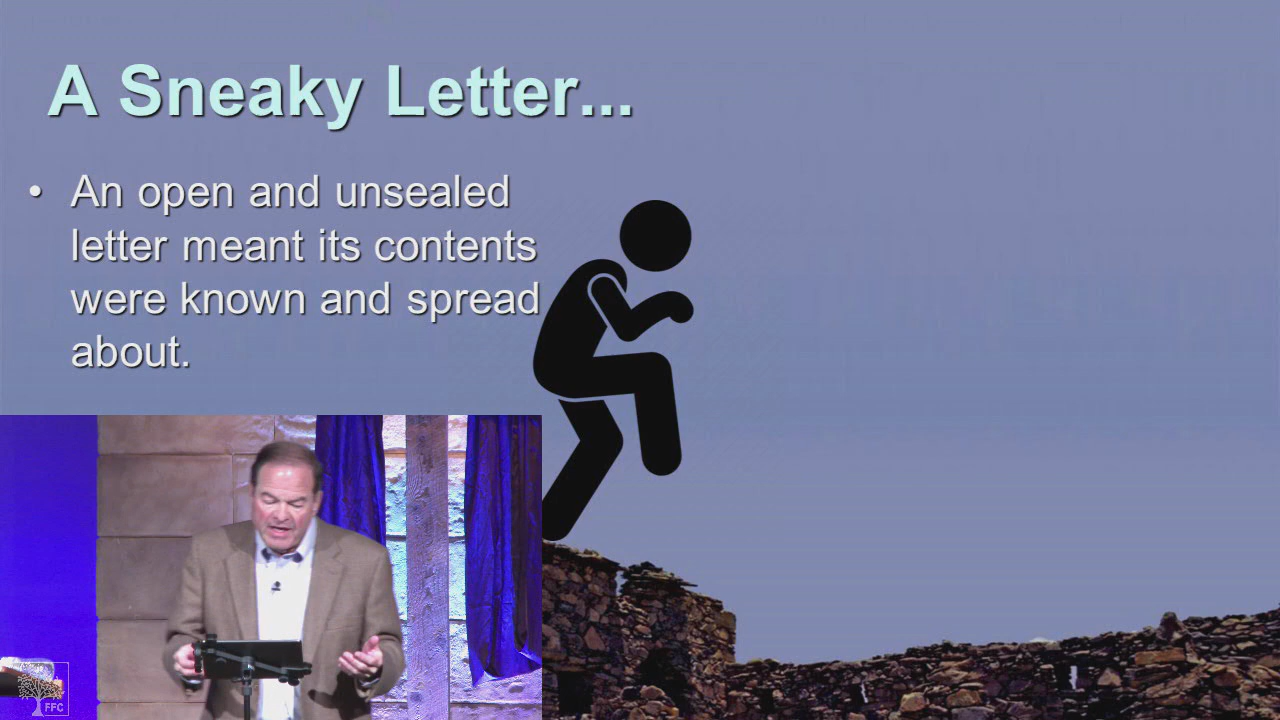 A Sneaky Letter...
• An open and unsealed
letter meant its contents
were known and spread
about.
FFC